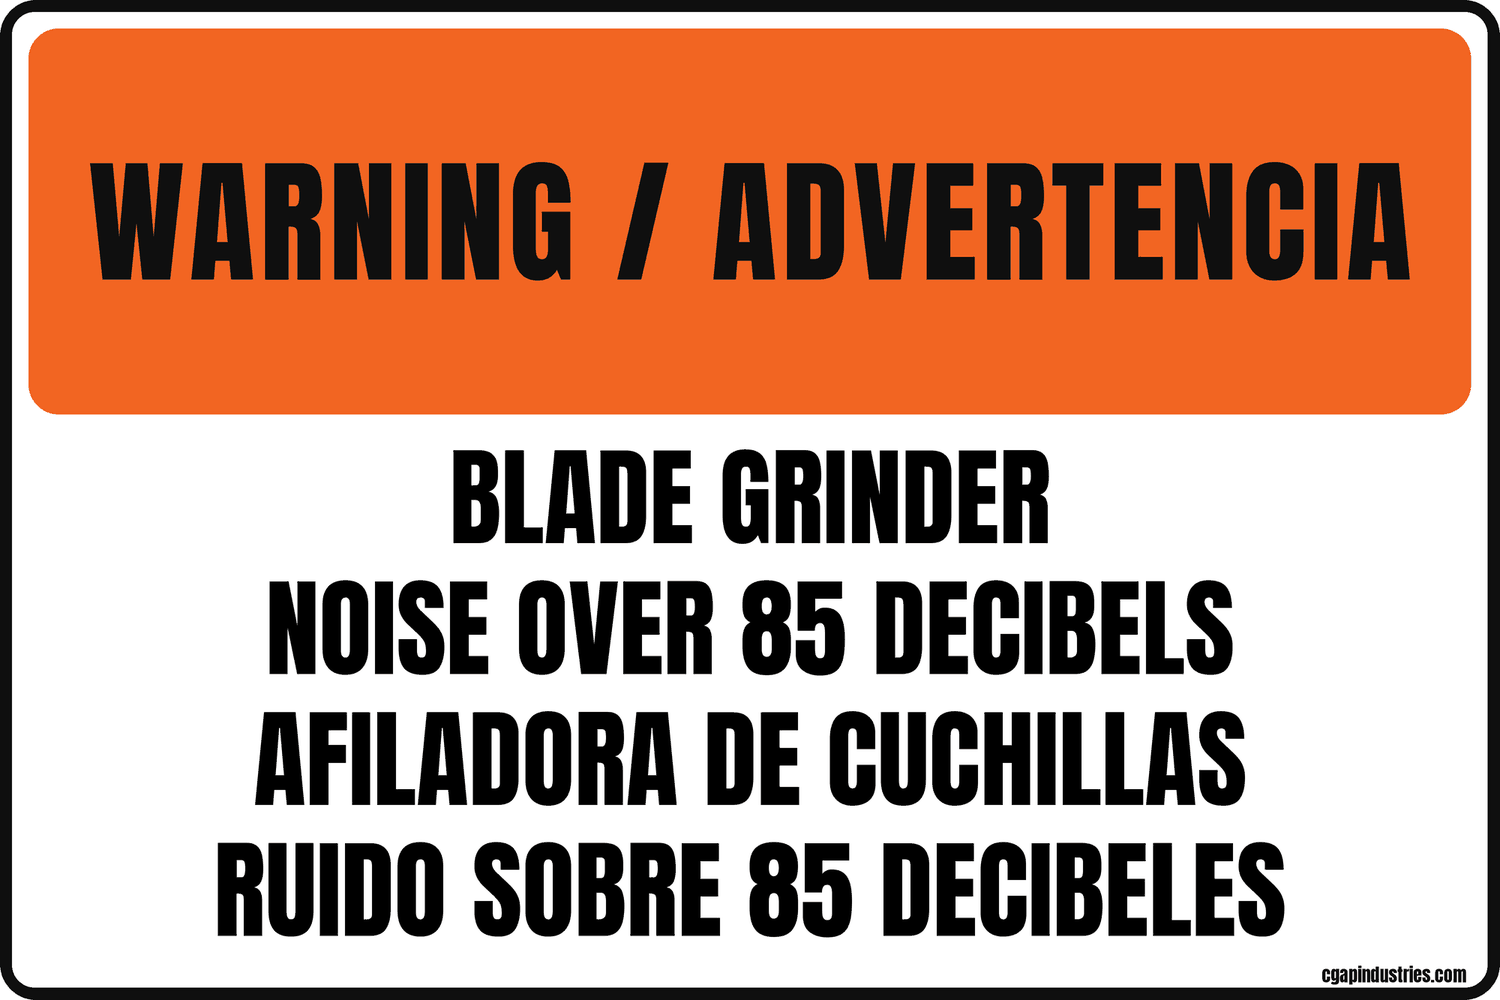 WARNING / ADVERTENCIA
BLADE GRINDER
NOISE OVER 85 DECIBELS
AFILADORA DE CUCHILLAS
RUIDO SOBRE 85 DECIBELES
cgapindustries.com